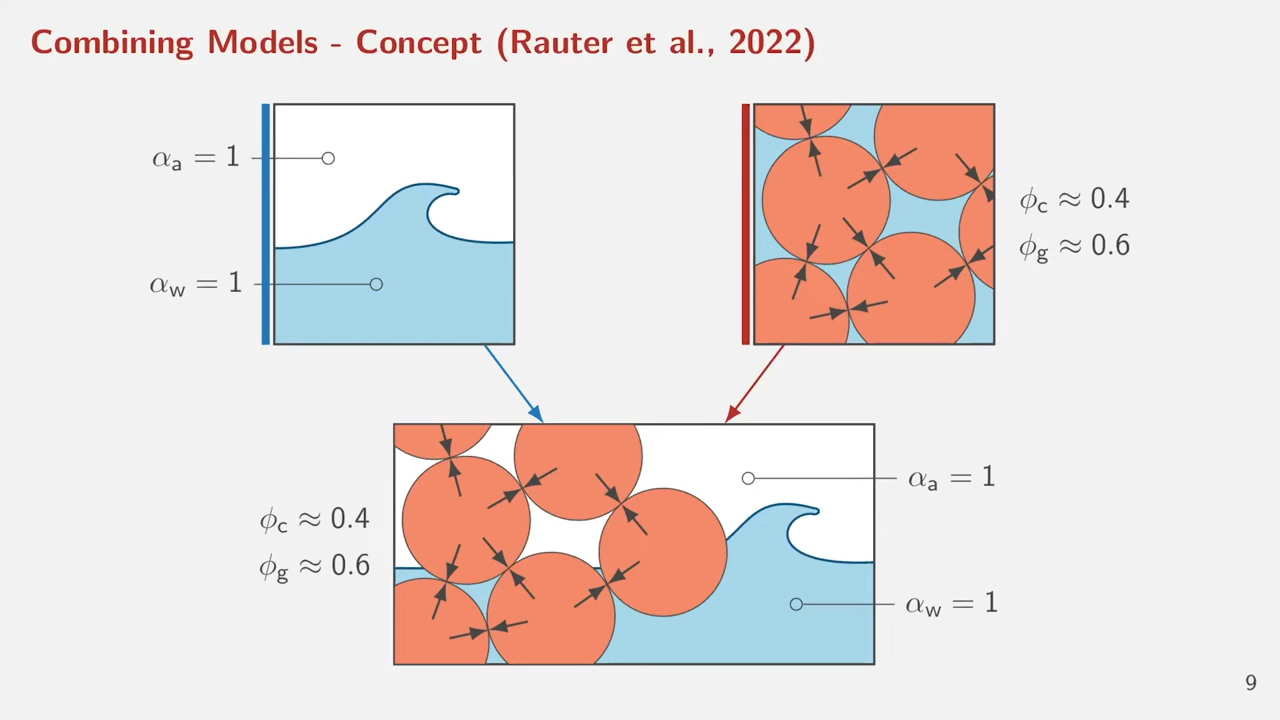 Combining Models - Concept (Rauter et al., 2022)
αa = 1
αw = 1
ϕc ≈ 0.4
ϕg ≈ 0.6
ϕc ≈ 0.4
ϕg ≈ 0.6
αa = 1
αw = 1
9